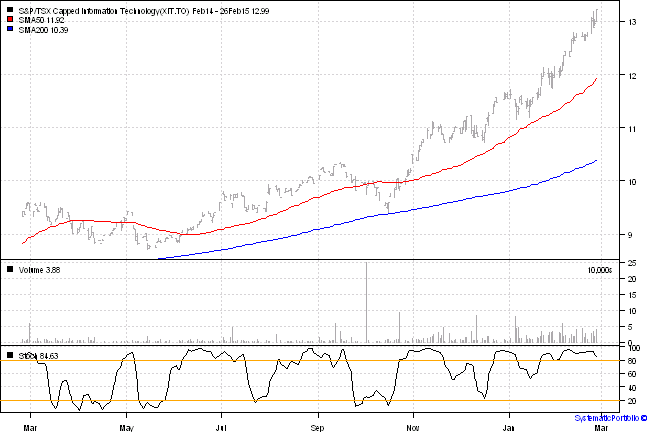 S&P/TSX Capped Information Technology(XIT.TO) Feb14 - 26Feb15 12.99
SMA50 11.92
SMA200 10.39
13
12
11
10
9
Volume 3.88
10,000s
25
20
15
10
5
0
Stoch 84.63
100
80
60
40
20
Mar May Jul Sep Nov Jan Mar
SystematicPortfolio ©